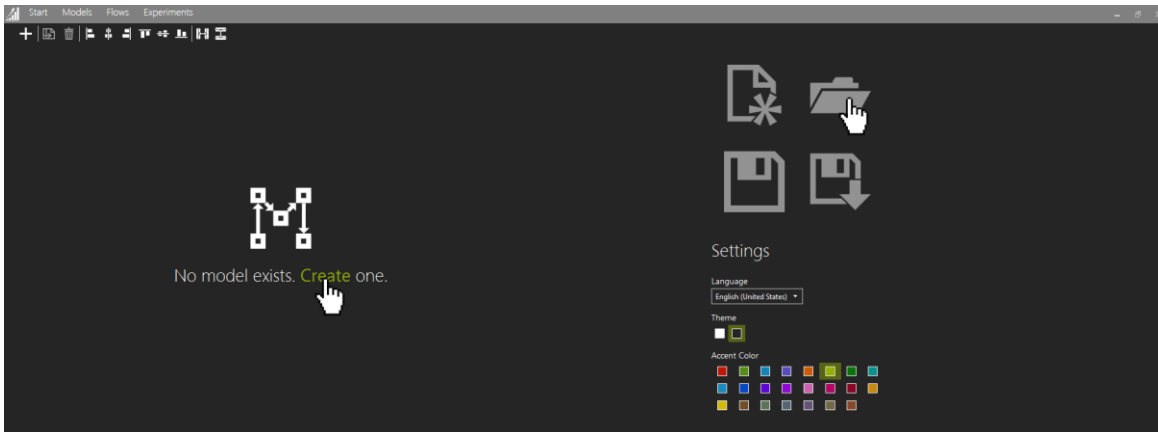 Start Models Flows Experiments
No model exists. Create one.
Settings
Language
English (United States)
Theme
Accent Color